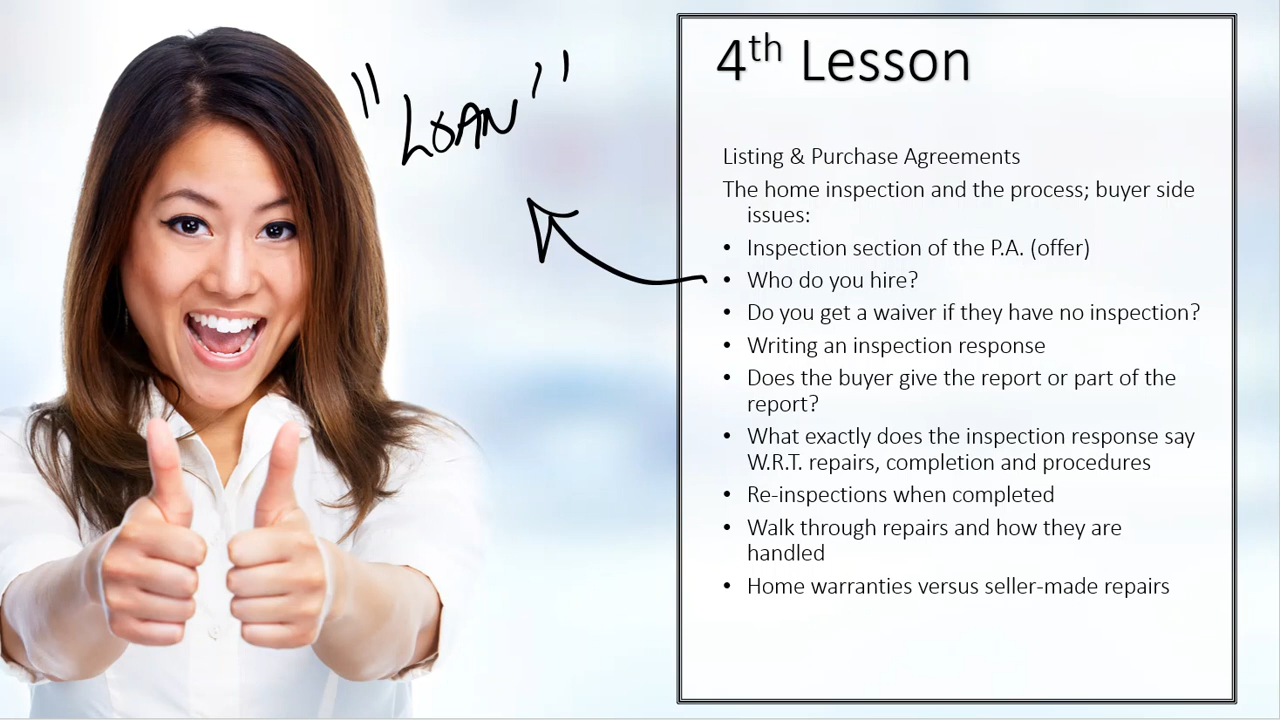 "LOAN"
4th Lesson
Listing & Purchase Agreements
The home inspection and the process; buyer side
issues:
• Inspection section of the P.A. (offer)
• Who do you hire?
• Do you get a waiver if they have no inspection?
• Writing an inspection response
• Does the buyer give the report or part of the
report?
• What exactly does the inspection response say
W.R.T. repairs, completion and procedures
• Re-inspections when completed
• Walk through repairs and how they are
handled
• Home warranties versus seller-made repairs